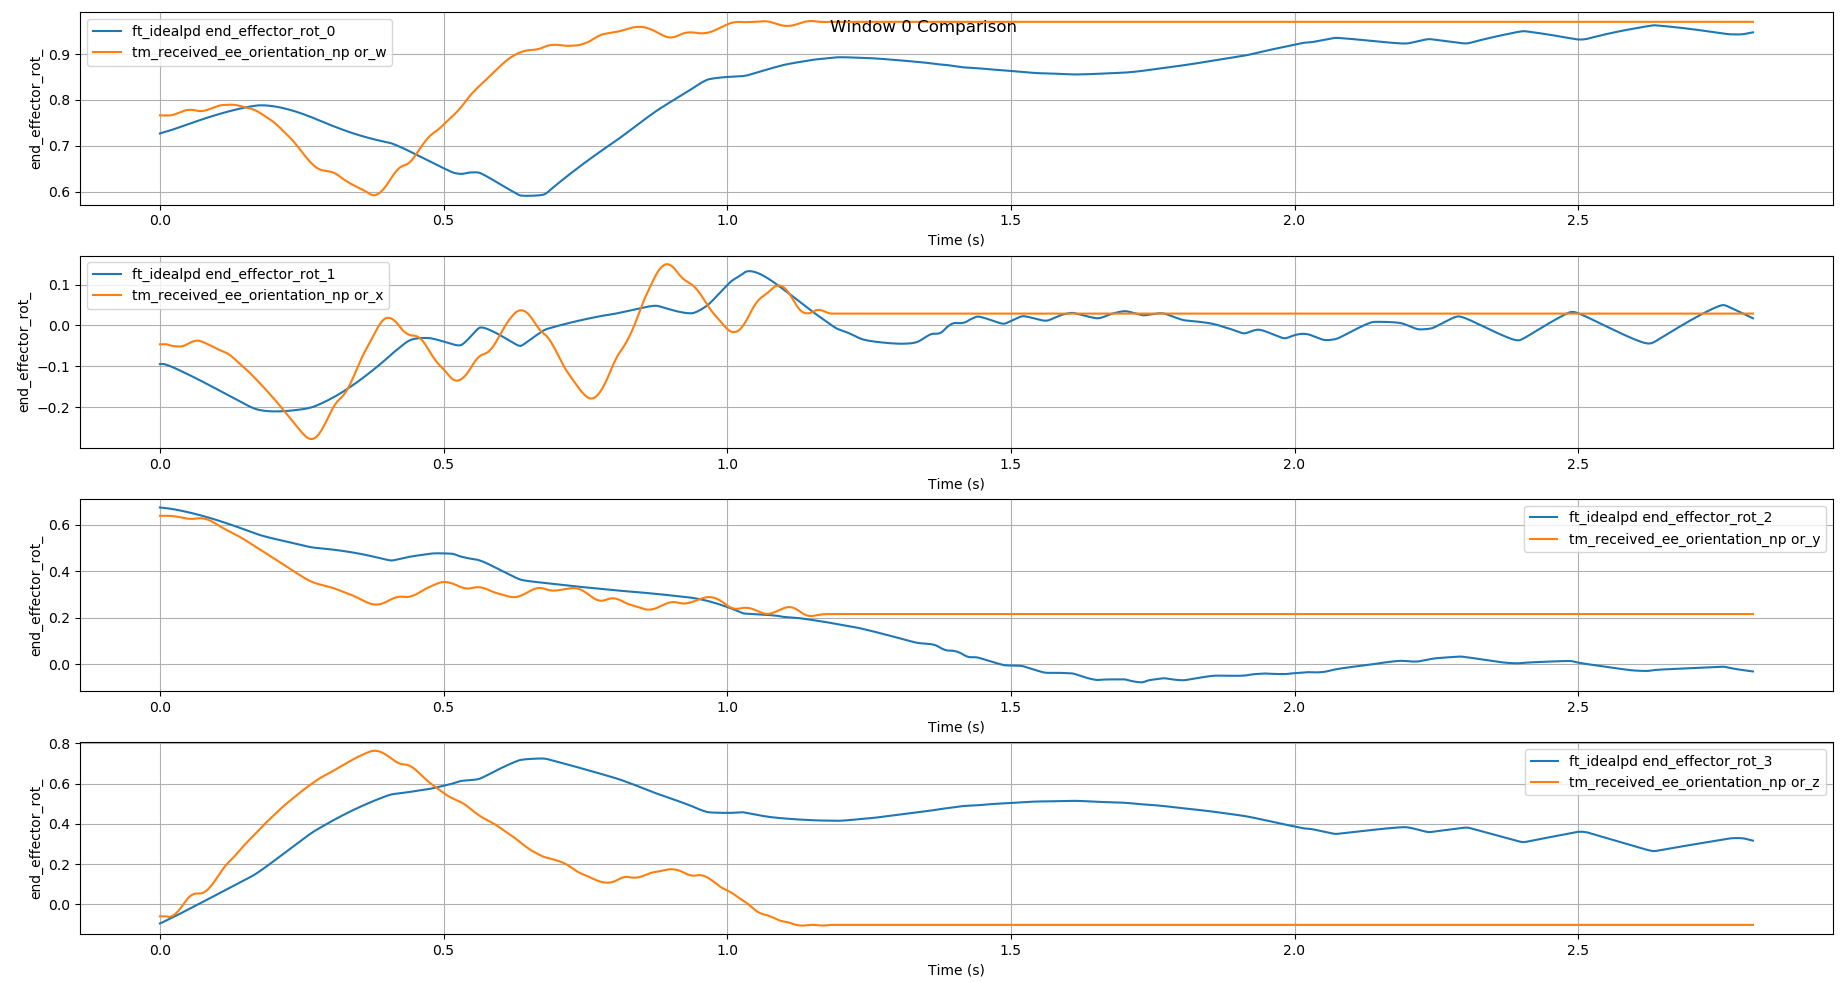 Window 0 Comparison
ft_idealpd end_effector_rot_0
tm_received_ee_orientation_np or_w
end_effector_rot_
0.9
0.8
0.7
0.6
0.0 0.5 1.0 1.5 2.0 2.5
Time (s)
ft_idealpd end_effector_rot_1
tm_received_ee_orientation_np or_x
end_effector_rot_
0.1
0.0
−0.1
−0.2
0.0 0.5 1.0 1.5 2.0 2.5
Time (s)
ft_idealpd end_effector_rot_2
tm_received_ee_orientation_np or_y
end_effector_rot_
0.6
0.4
0.2
0.0
0.0 0.5 1.0 1.5 2.0 2.5
Time (s)
ft_idealpd end_effector_rot_3
tm_received_ee_orientation_np or_z
end_effector_rot_
0.8
0.6
0.4
0.2
0.0
0.0 0.5 1.0 1.5 2.0 2.5
Time (s)